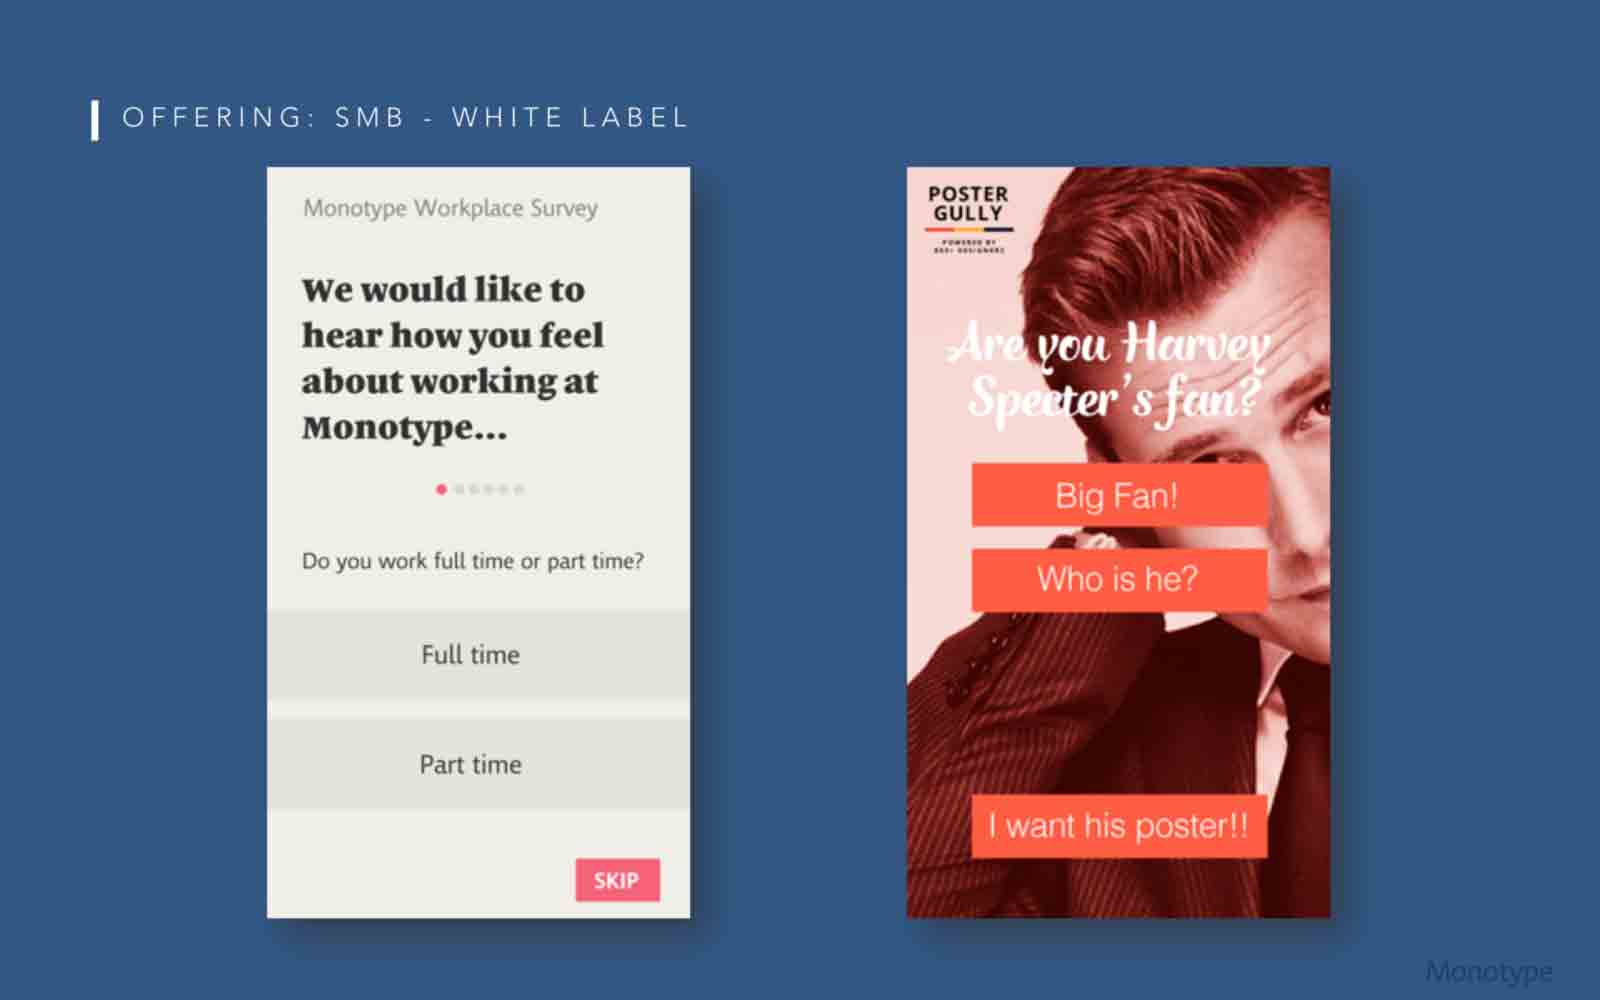 OFFERING: SMB - WHITE LABEL
Monotype Workplace Survey
We would like to
hear how you feel
about working at
Monotype...
Do you work full time or part time?
Full time
Part time
SKIP
POSTER
GULLY
POWERED BY
DESI DESIGNERS
Are you Harvey
Specter's fan?
Big Fan!
Who is he?
I want his poster!!
Monotype